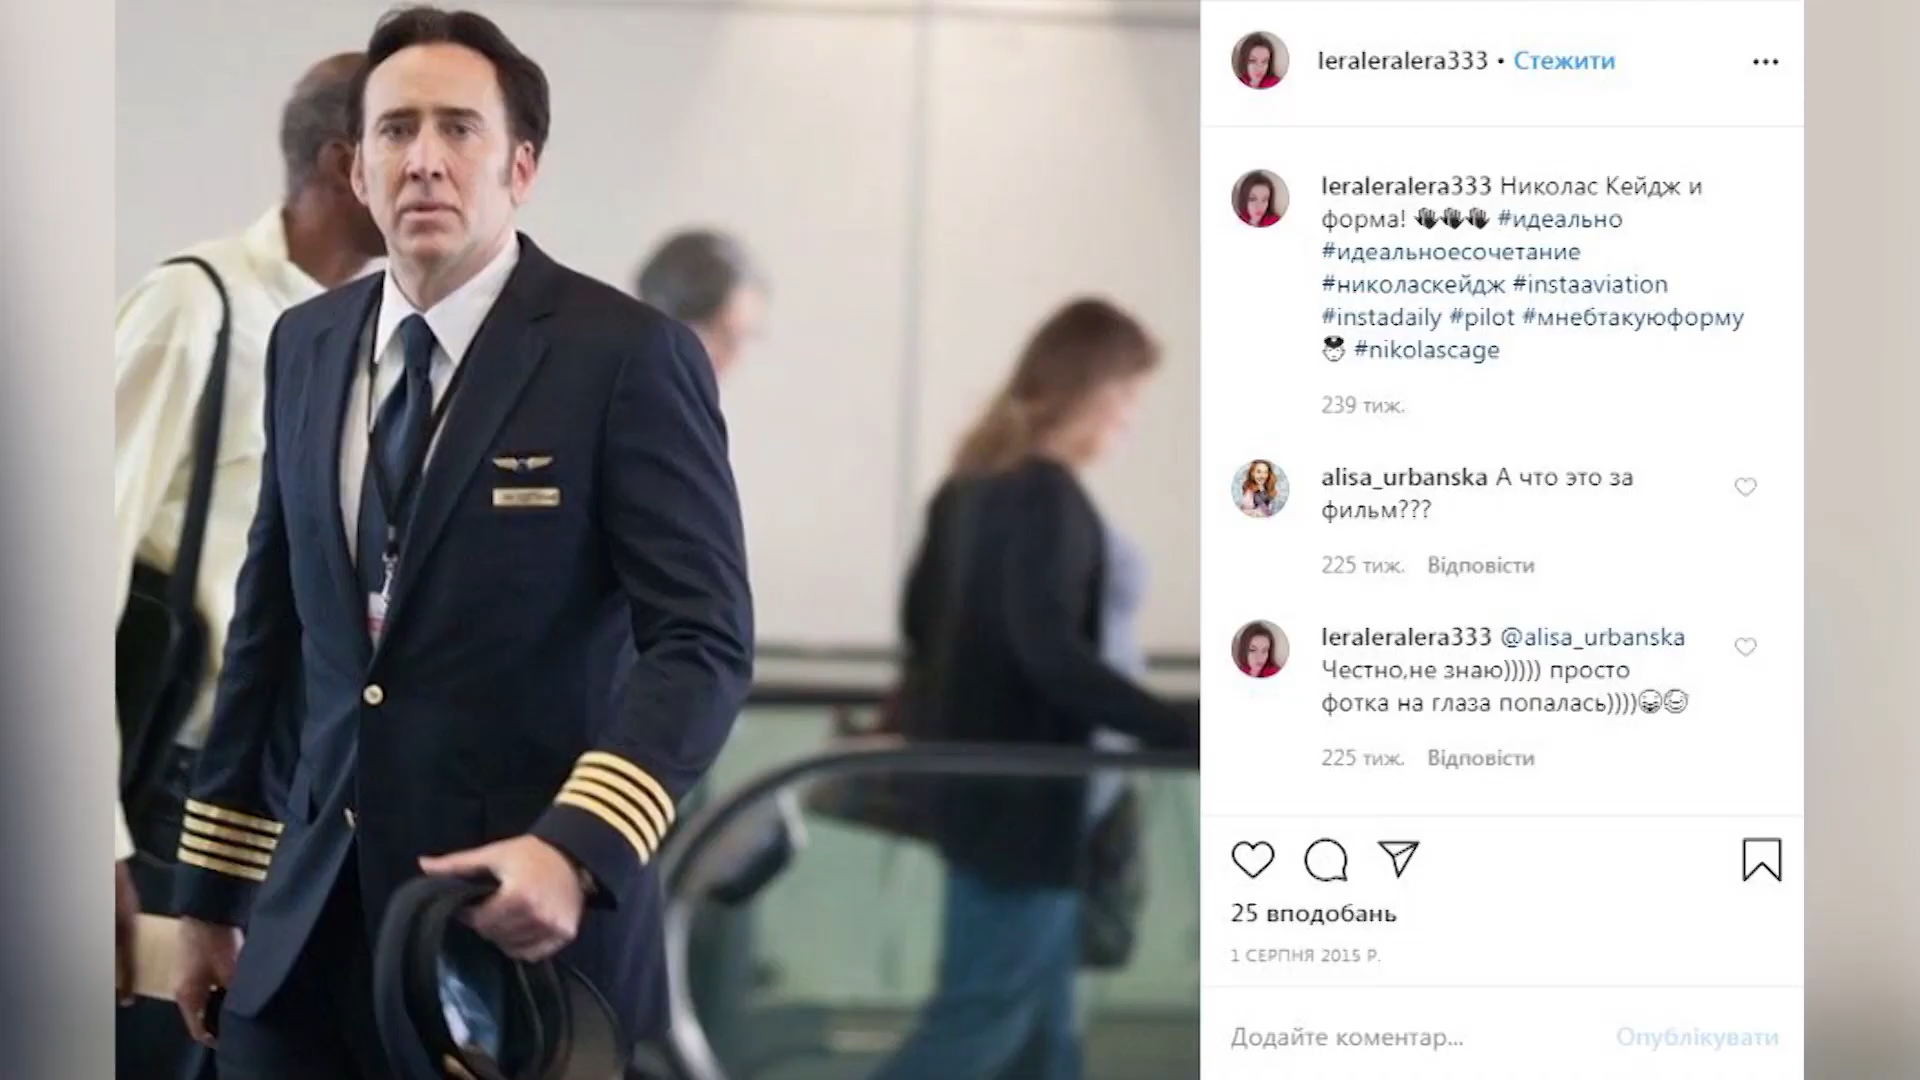 leraleralera333 • Стежити
leraleralera333 Николас Кейдж и
форма! 👋👋👋 #идеально
#идеальноесочетание
#николаскейдж #instaaviation
#instadaily #pilot #мнебтакуюформу
👮 #nikolascage
239 тиж.
alisa_urbanska А что это за
фильм???
225 тиж. Відповісти
leraleralera333 @alisa_urbanska
Честно,не знаю))))) просто
фотка на глаза попалась))))😂😂
225 тиж. Відповісти
25 вподобань
1 СЕРПНЯ 2015 Р.
Додайте коментар... Опублікувати